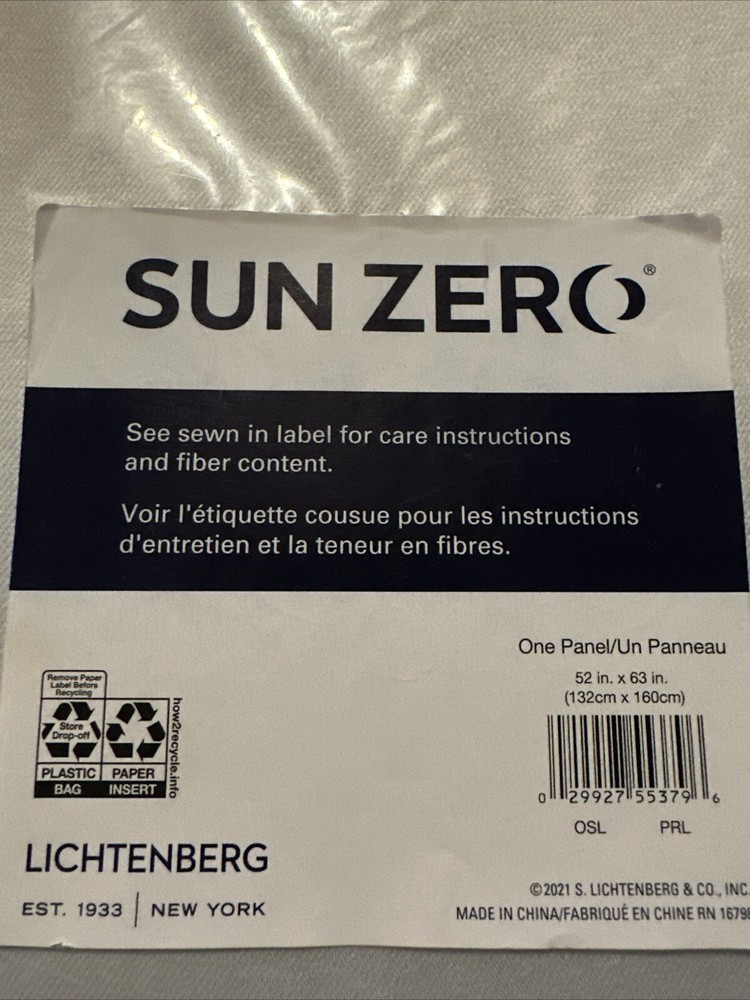 SUN ZERO®
See sewn in label for care instructions
and fiber content.
Voir l'étiquette cousue pour les instructions
d'entretien et la teneur en fibres.
One Panel/Un Panneau
52 in. x 63 in.
(132cm x 160cm)
0 29927 55379 6
OSL PRL
Remove Paper
Label Before
Recycling
Store
Drop-off
PLASTIC PAPER
BAG INSERT
how2recycle.info
LICHTENBERG
EST. 1933 | NEW YORK
©2021 S. LICHTENBERG & CO., INC.
MADE IN CHINA/FABRIQUÉ EN CHINE RN 16798